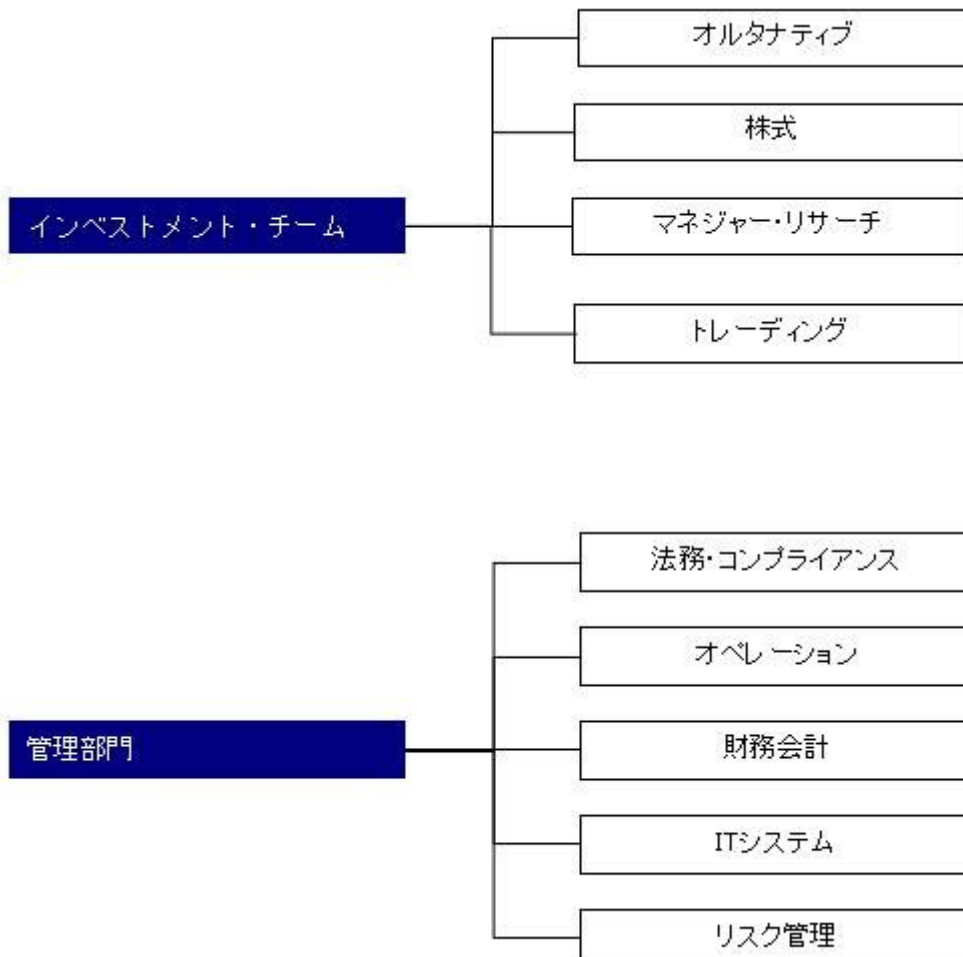 オルタナティブ
株式
インベストメント・チーム
マネジャー・リサーチ
トレーディング
法務・コンプライアンス
オペレーション
管理部門
財務会計
ITシステム
リスク管理